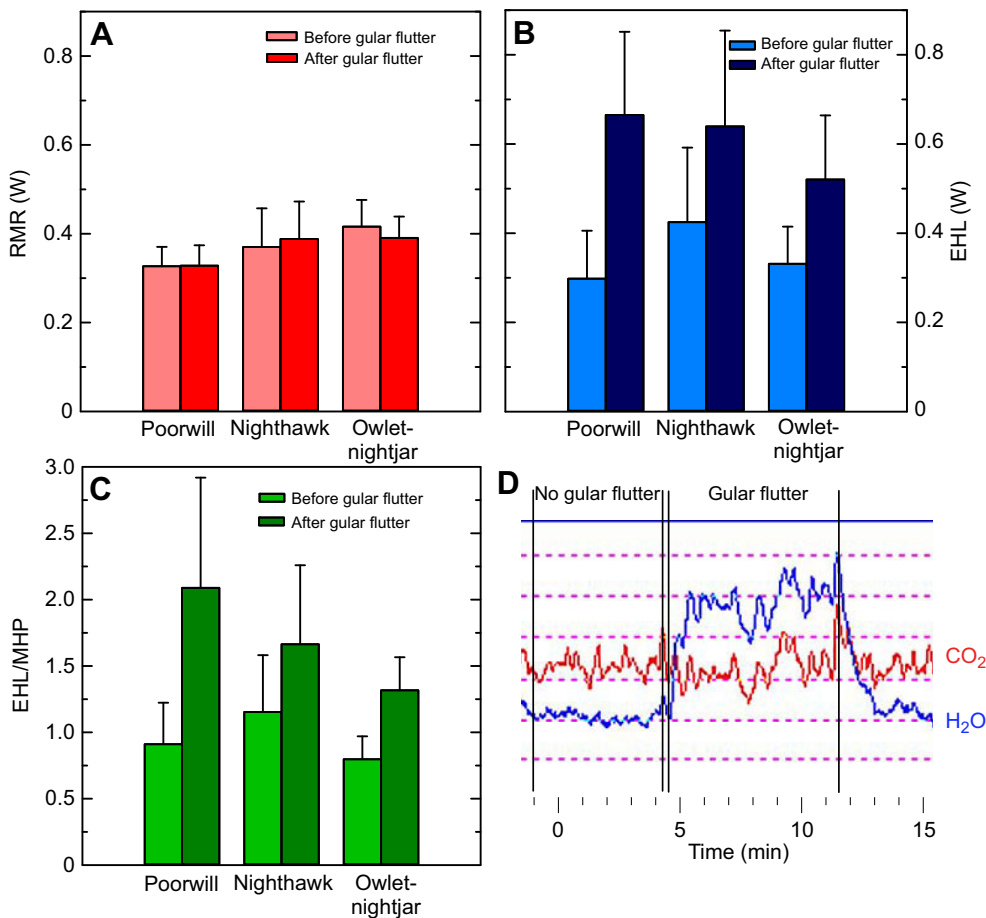 A
Before gular flutter
After gular flutter
0.8
0.6
0.4
0.2
0
RMR (W)
Poorwill
Nighthawk
Owlet-
nightjar
B
Before gular flutter
After gular flutter
0.8
0.6
0.4
0.2
0
EHL (W)
Poorwill
Nighthawk
Owlet-
nightjar
C
Before gular flutter
After gular flutter
3.0
2.5
2.0
1.5
1.0
0.5
0
EHL/MHP
Poorwill
Nighthawk
Owlet-
nightjar
D
No gular flutter
Gular flutter
CO₂
H₂O
0 5 10 15
Time (min)